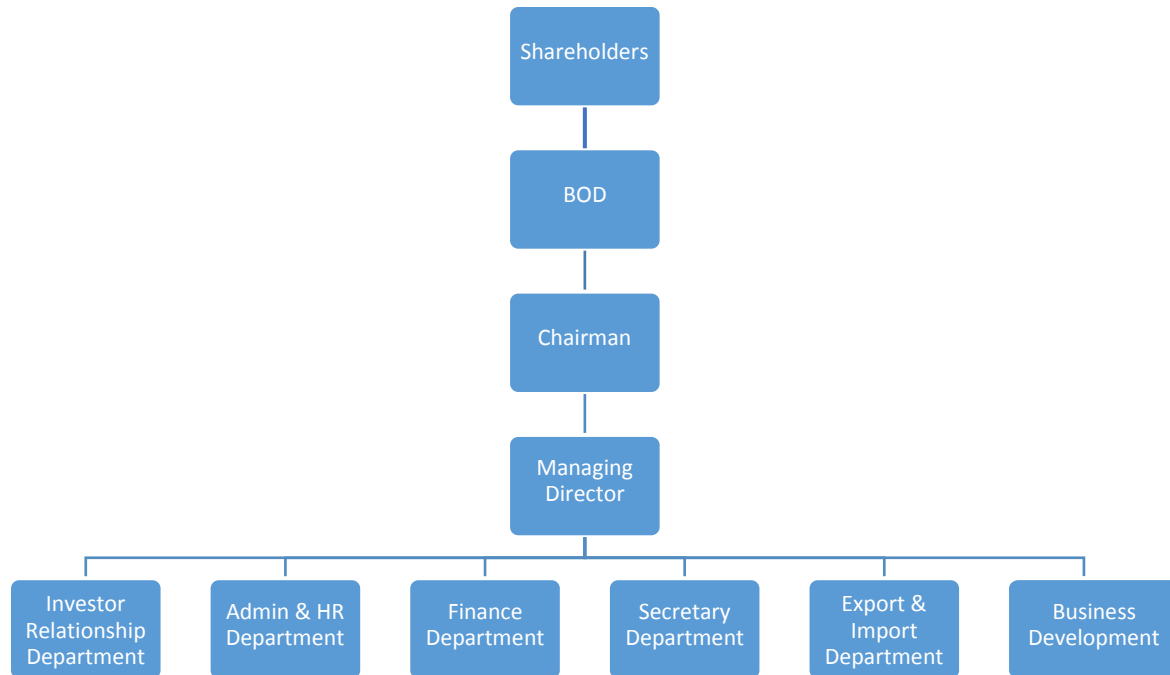 Shareholders
BOD
Chairman
Managing
Director
Investor
Relationship
Department
Admin & HR
Department
Finance
Department
Secretary
Department
Export &
Import
Department
Business
Development